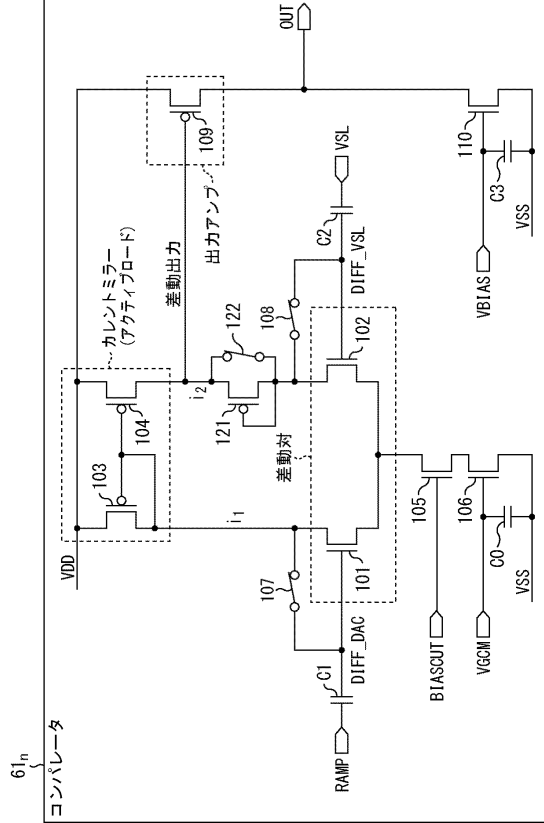 61n
コンパレータ
カレントミラー
(アクティブロード)
VDD
103
104
差動出力
109
出力アンプ
OUT
i1
i2
121
122
107
108
差動対
C1
RAMP
DIFF_DAC
101
102
DIFF_VSL
C2
VSL
BIASCUT
105
VGCM
106
C0
VSS
VBIAS
110
C3
VSS